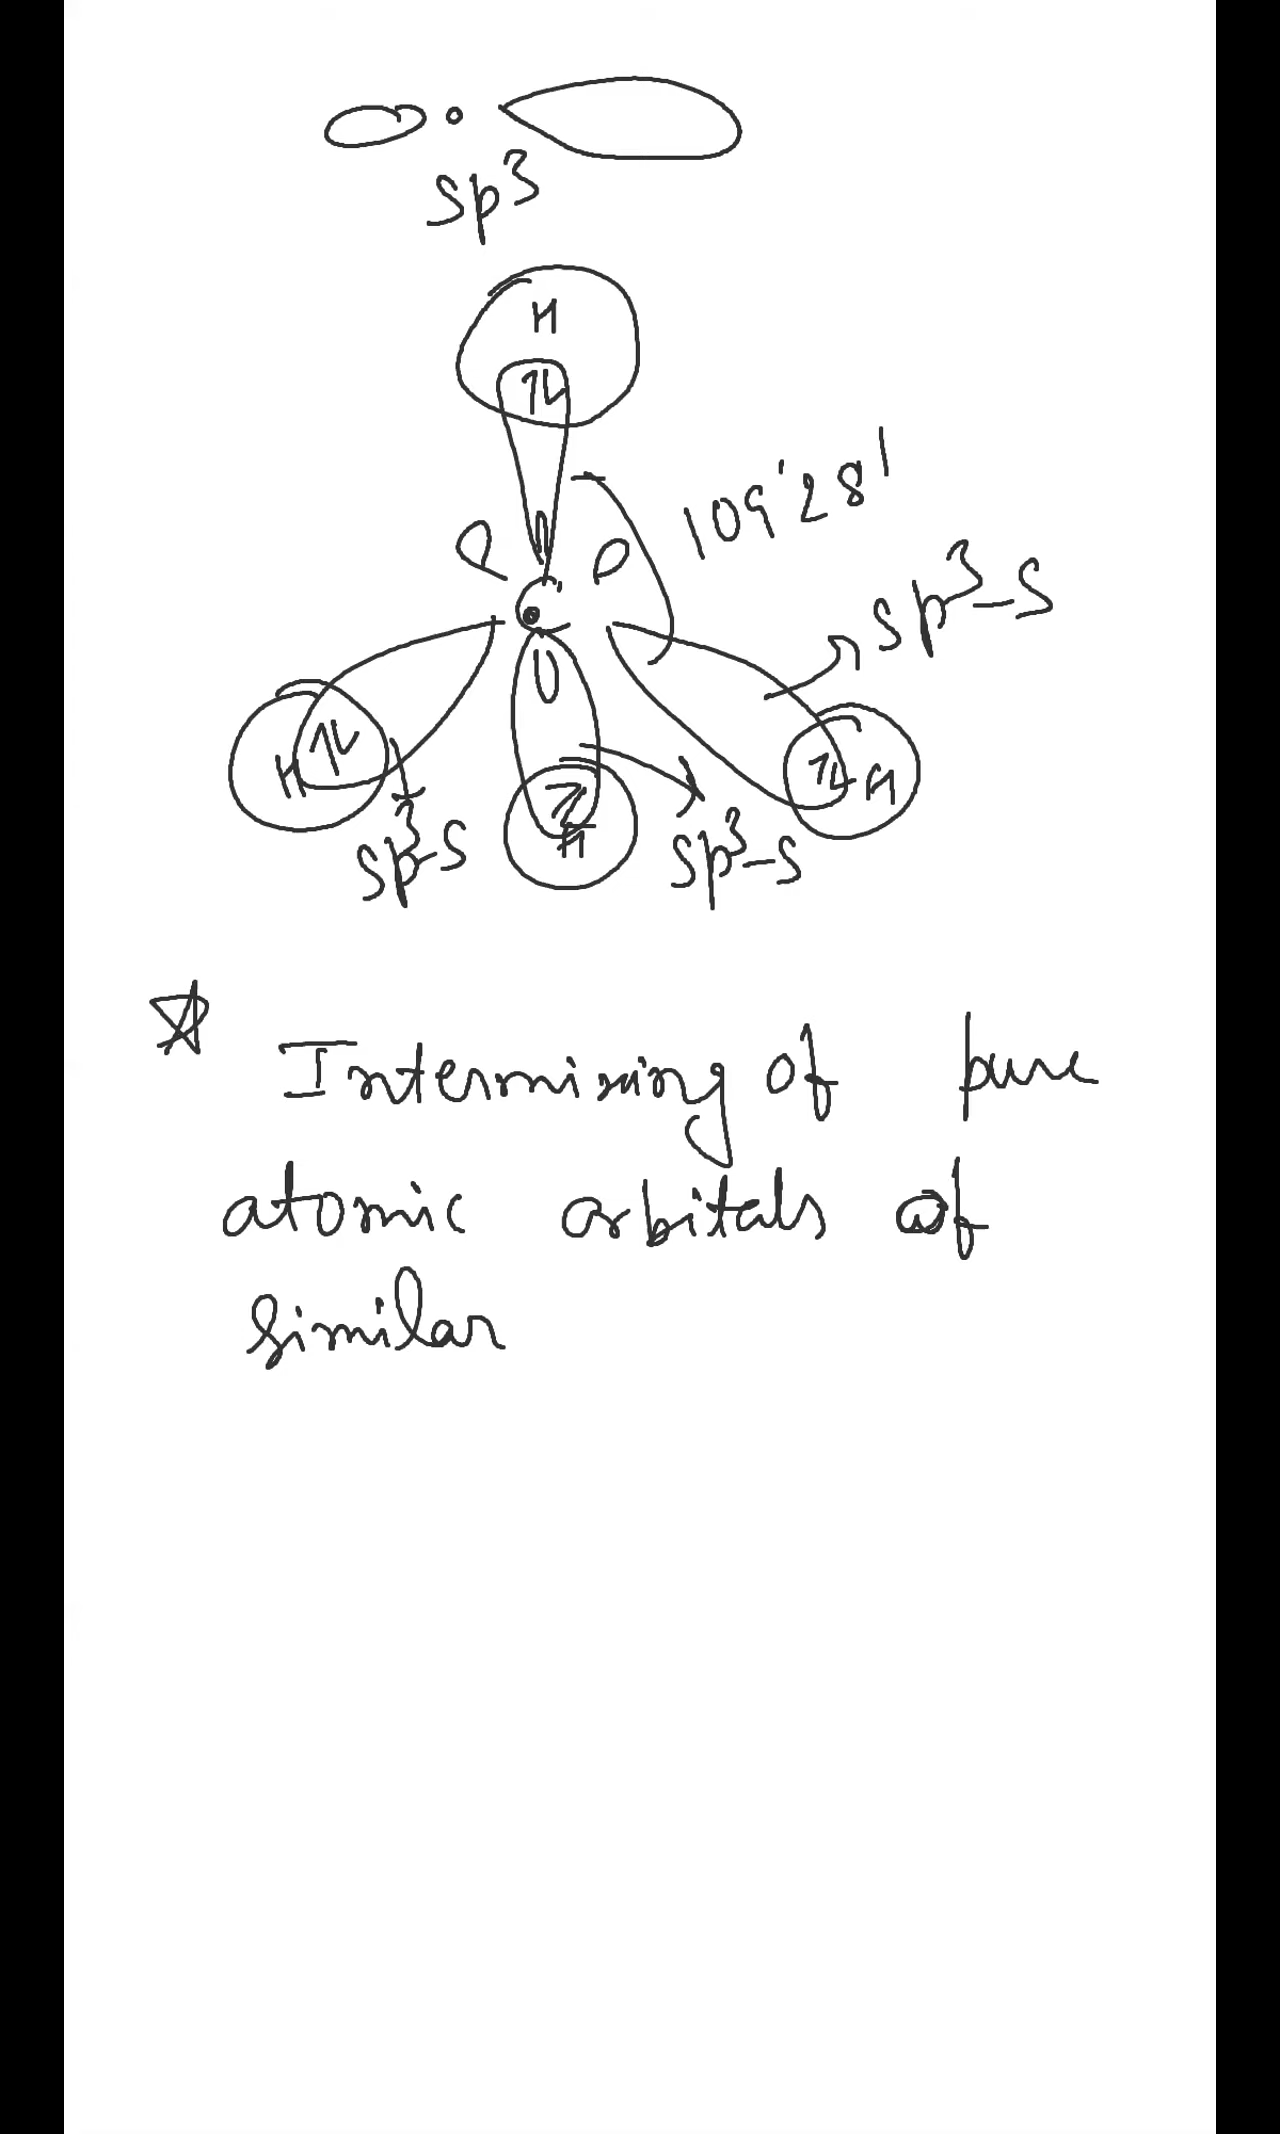 sp³
H
109°28'
sp³-s
H
H
H
sp³-s
sp³-s
Intermixing of pure
atomic orbitals of
similar